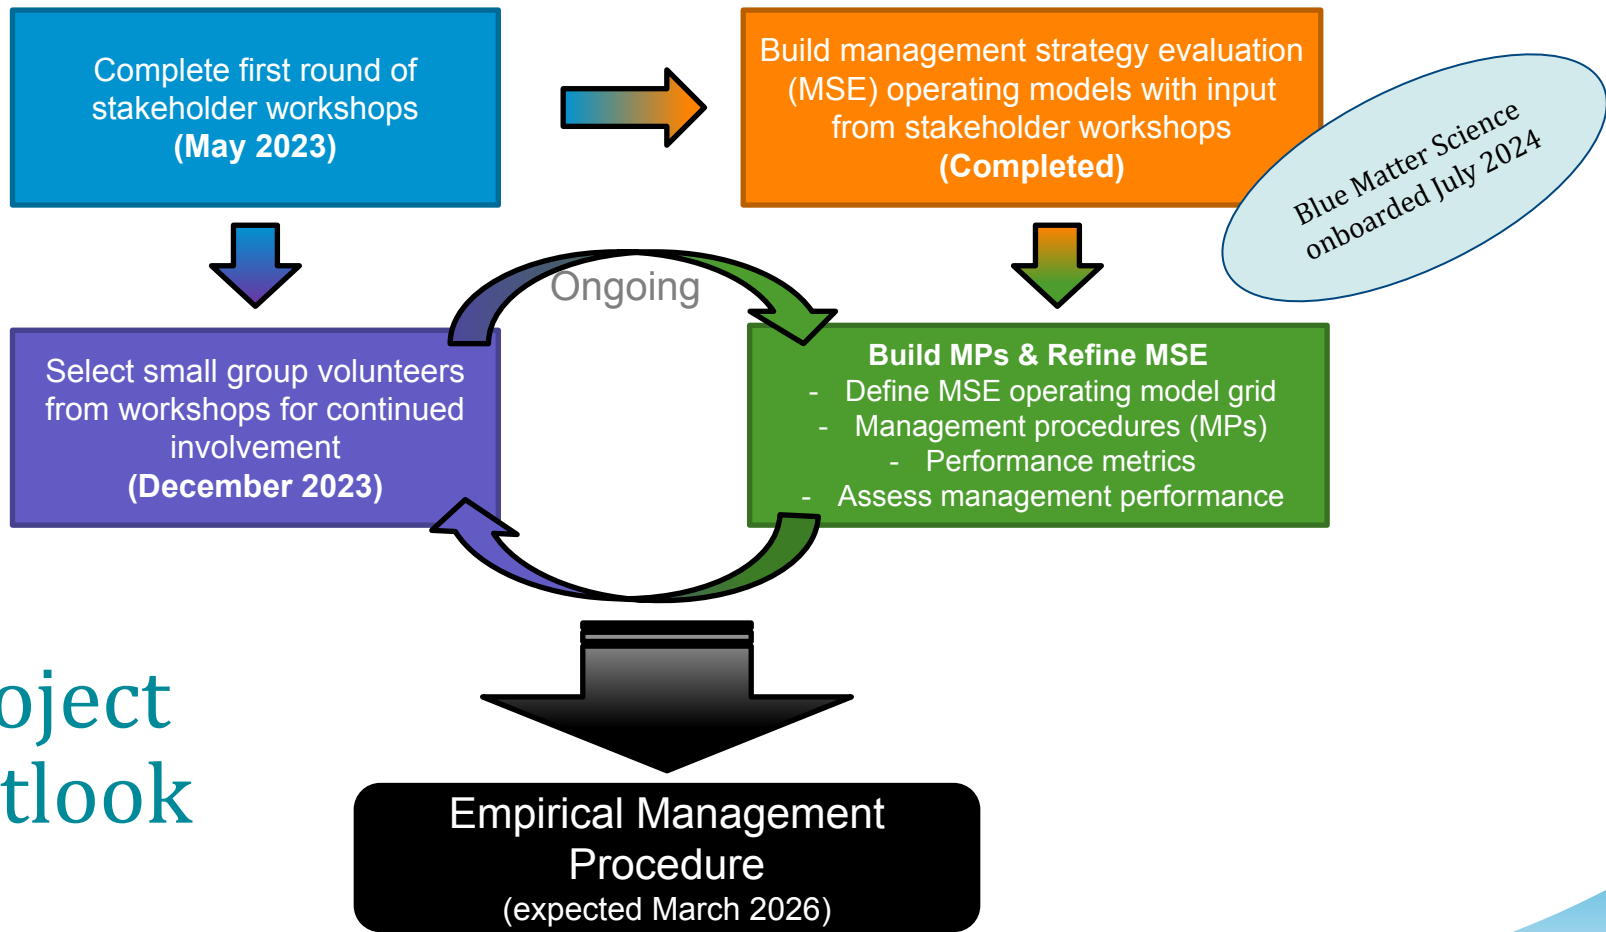 Complete first round of
stakeholder workshops
(May 2023)
Build management strategy evaluation
(MSE) operating models with input
from stakeholder workshops
(Completed)
Blue Matter Science
onboarded July 2024
Ongoing
Select small group volunteers
from workshops for continued
involvement
(December 2023)
Build MPs & Refine MSE
- Define MSE operating model grid
- Management procedures (MPs)
- Performance metrics
- Assess management performance
oject
tlook
Empirical Management
Procedure
(expected March 2026)